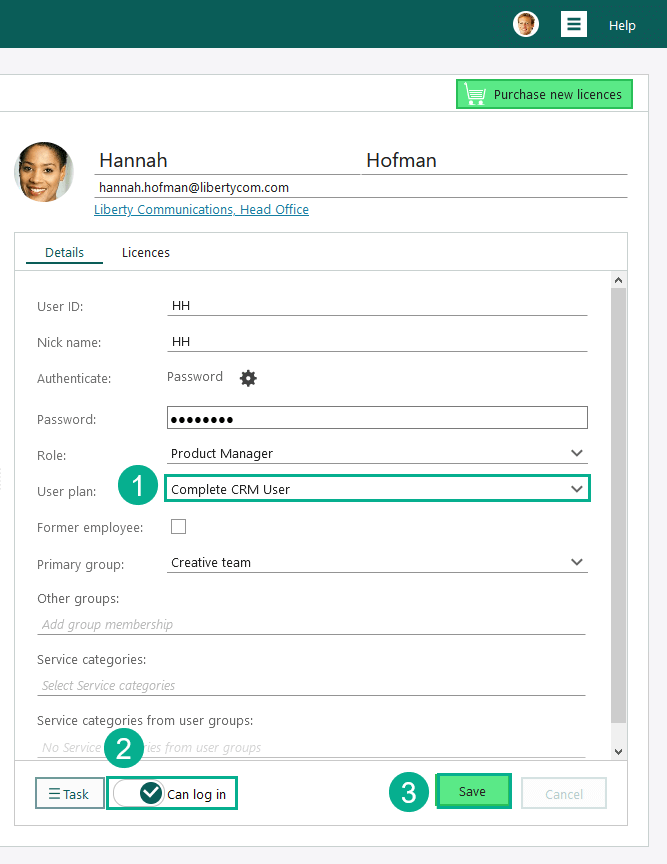 Help
Purchase new licences
Hannah Hofman
hannah.hofman@libertycom.com
Liberty Communications, Head Office
Details Licences
User ID: HH
Nick name: HH
Authenticate: Password
Password: ●●●●●●●●
Role: Product Manager
1 User plan: Complete CRM User
Former employee:
Primary group: Creative team
Other groups:
Add group membership
Service categories:
Select Service categories
Service categories from user groups:
No Service ries from user groups
2
Task Can log in 3 Save Cancel